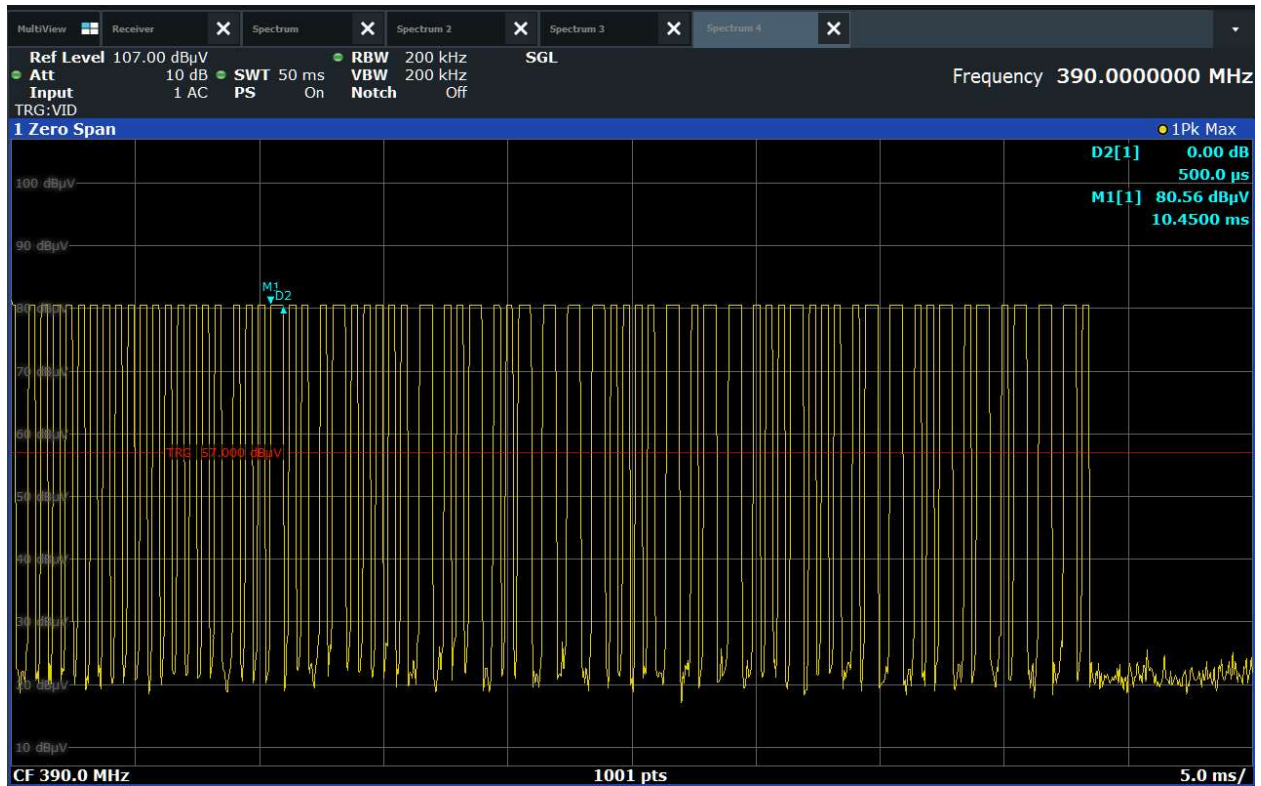 MultiView Receiver Spectrum Spectrum 2 Spectrum 3 Spectrum 4
Ref Level 107.00 dBµV RBW 200 kHz SGL
Att 10 dB SWT 50 ms VBW 200 kHz Frequency 390.0000000 MHz
Input 1 AC PS On Notch Off
TRG:VID
1 Zero Span 1Pk Max
D2[1] 0.00 dB
500.0 µs
100 dBµV
M1[1] 80.56 dBµV
10.4500 ms
90 dBµV
M1
D2
80 dBµV
70 dBµV
60 dBµV
TRG 57.000 dBµV
50 dBµV
40 dBµV
30 dBµV
20 dBµV
10 dBµV
CF 390.0 MHz 1001 pts 5.0 ms/